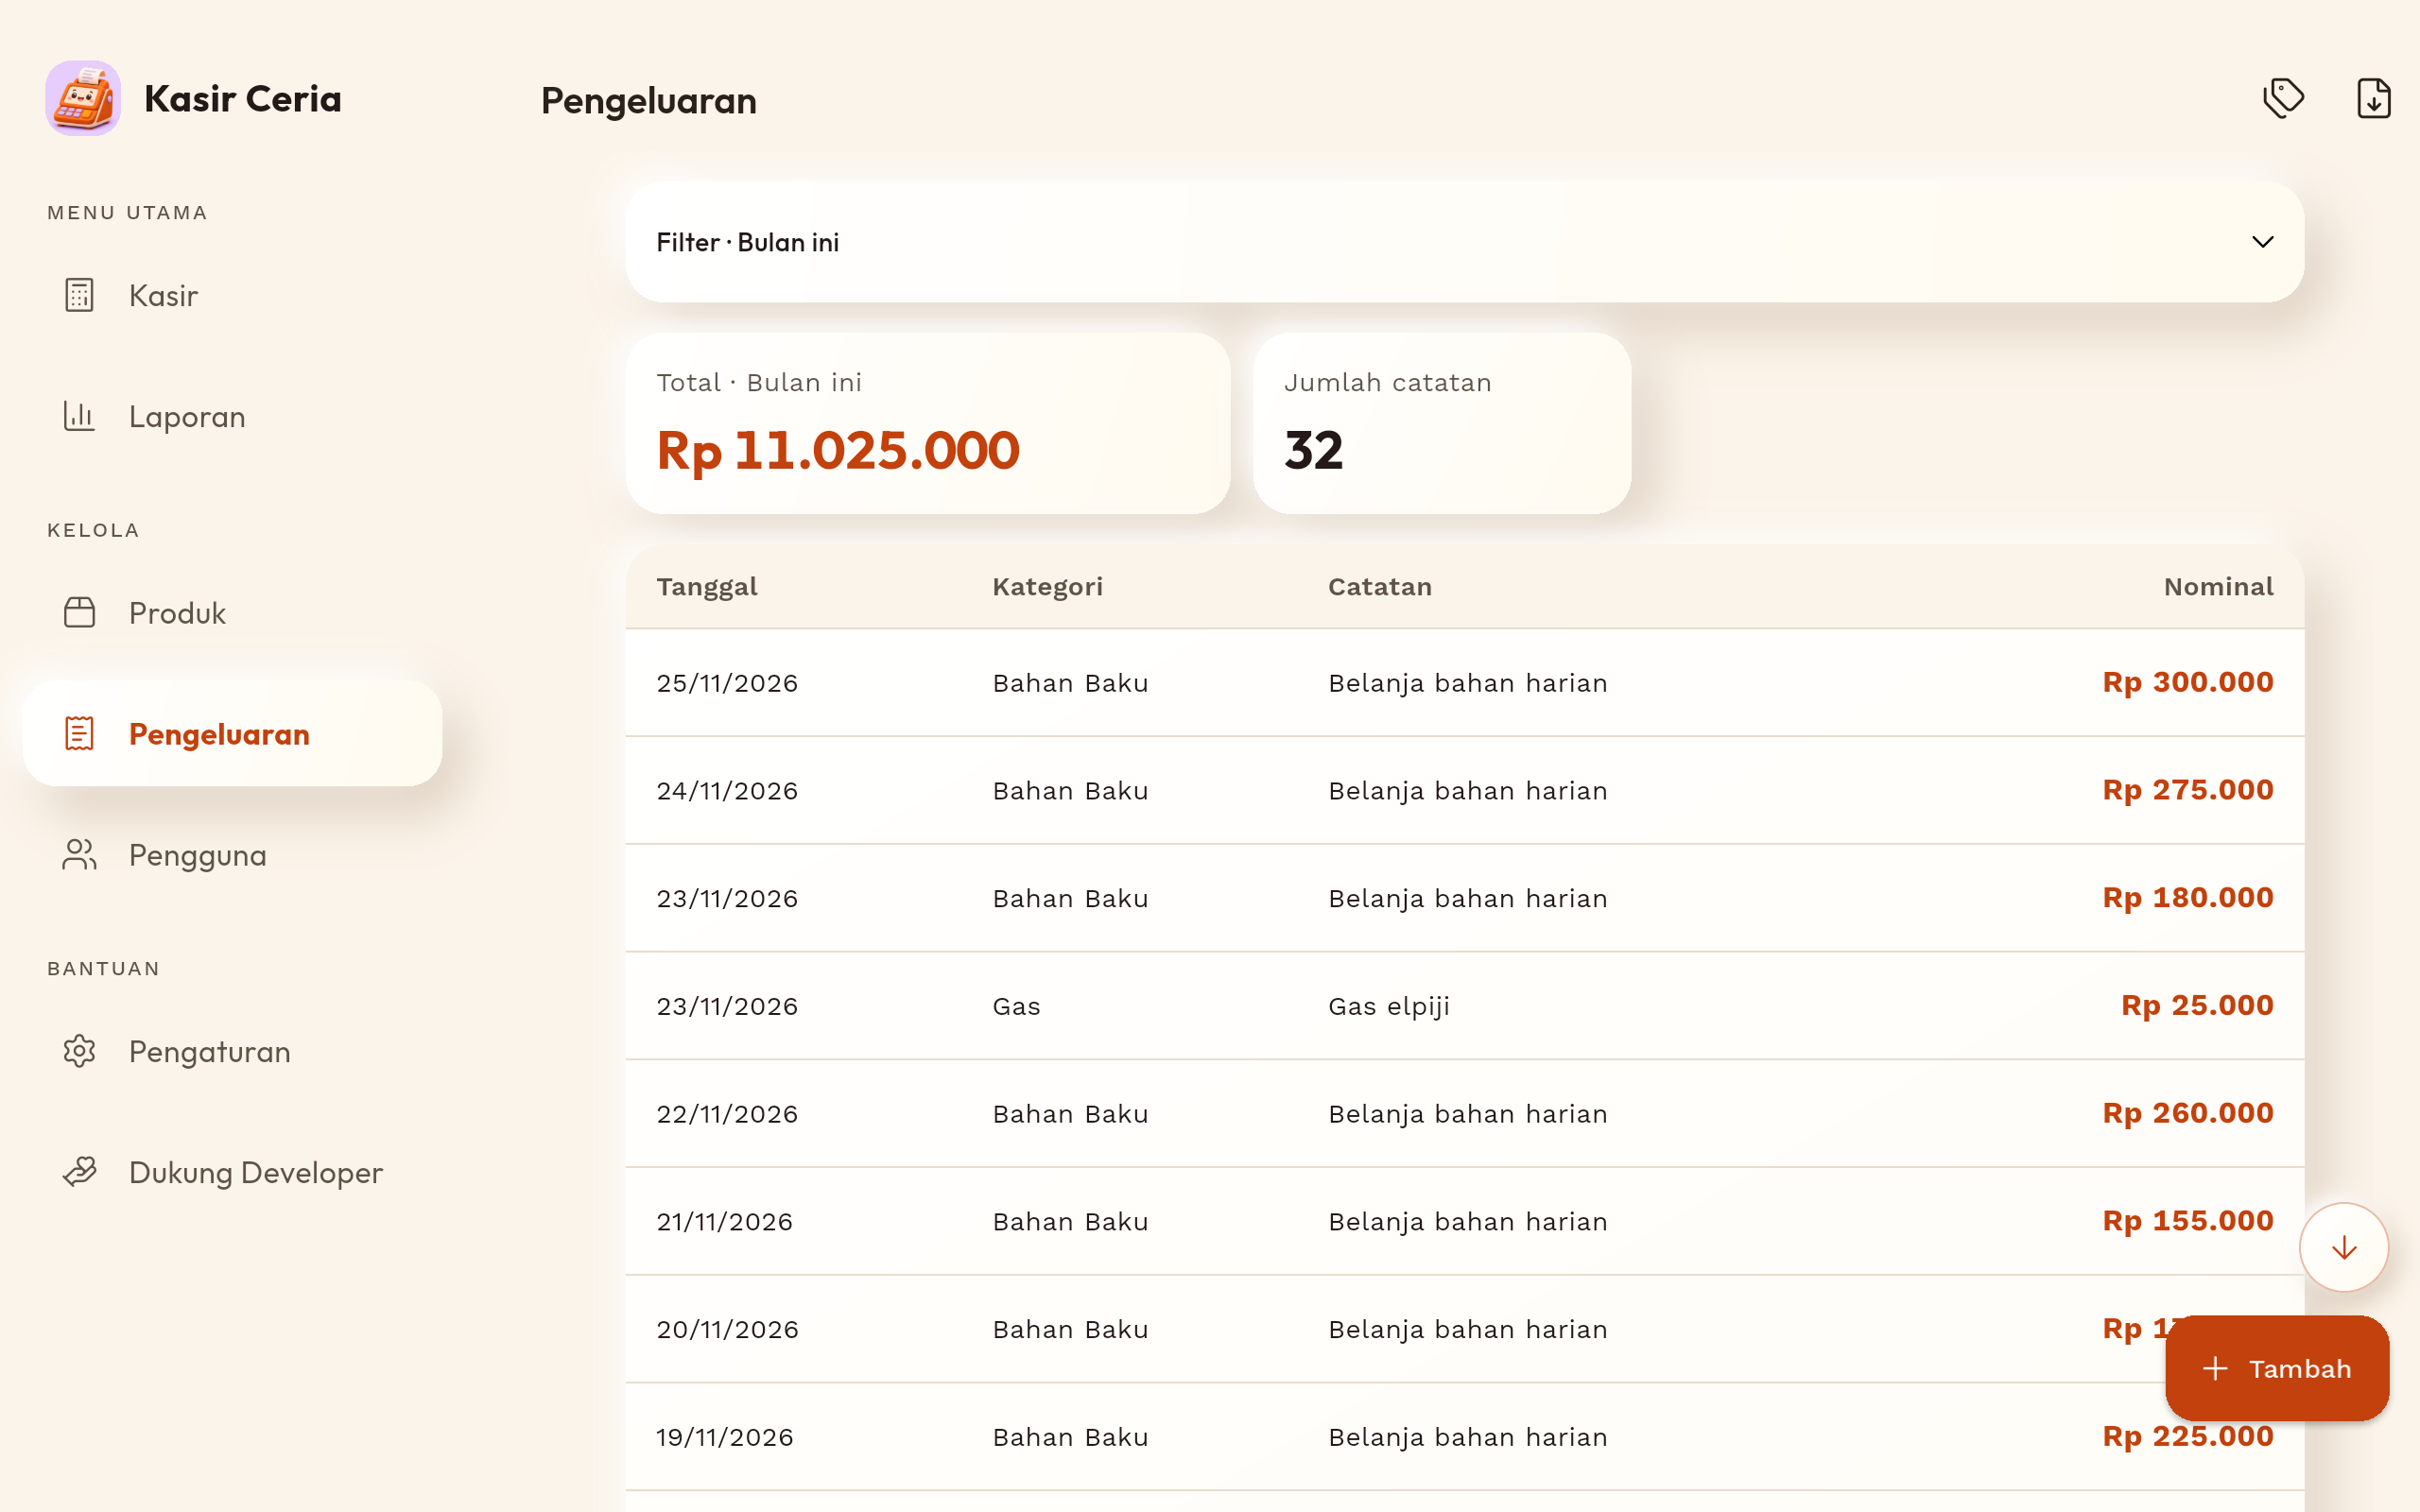 Kasir Ceria
MENU UTAMA
Kasir
Laporan
KELOLA
Produk
Pengeluaran
Pengguna
BANTUAN
Pengaturan
Dukung Developer
Pengeluaran
Filter · Bulan ini
Total · Bulan ini
Rp 11.025.000
Jumlah catatan
32
Tanggal Kategori Catatan Nominal
25/11/2026 Bahan Baku Belanja bahan harian Rp 300.000
24/11/2026 Bahan Baku Belanja bahan harian Rp 275.000
23/11/2026 Bahan Baku Belanja bahan harian Rp 180.000
23/11/2026 Gas Gas elpiji Rp 25.000
22/11/2026 Bahan Baku Belanja bahan harian Rp 260.000
21/11/2026 Bahan Baku Belanja bahan harian Rp 155.000
20/11/2026 Bahan Baku Belanja bahan harian Rp
19/11/2026 Bahan Baku Belanja bahan harian Rp 225.000
Tambah